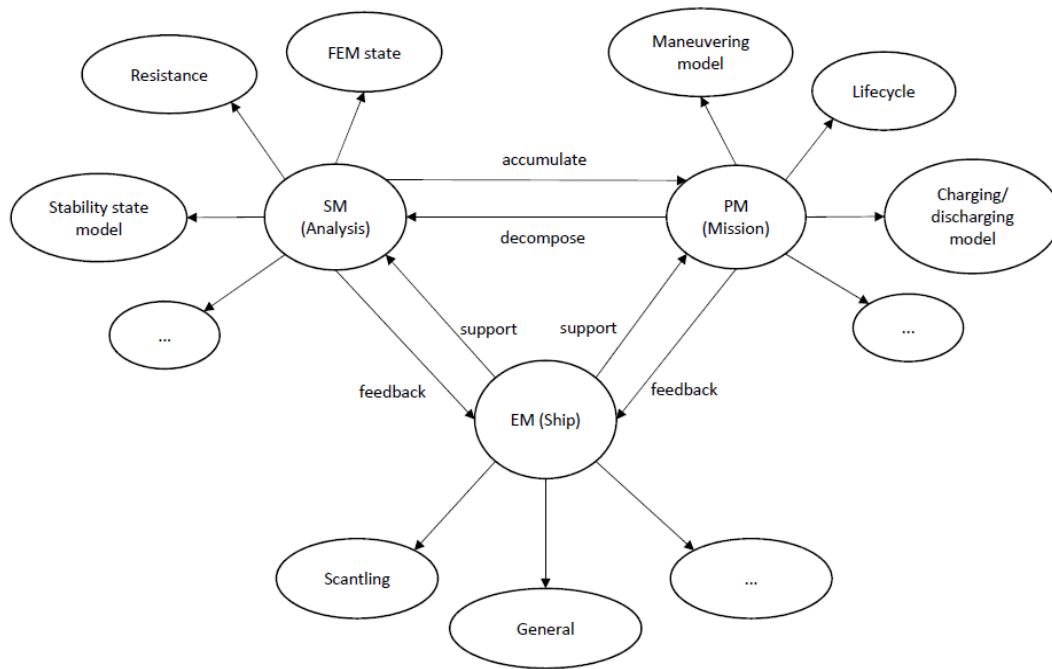 FEM state
Maneuvering
model
Resistance
Lifecycle
accumulate
Stability state
model
SM
(Analysis)
PM
(Mission)
Charging/
discharging
model
decompose
...
support
support
...
feedback
feedback
EM (Ship)
Scantling
...
General